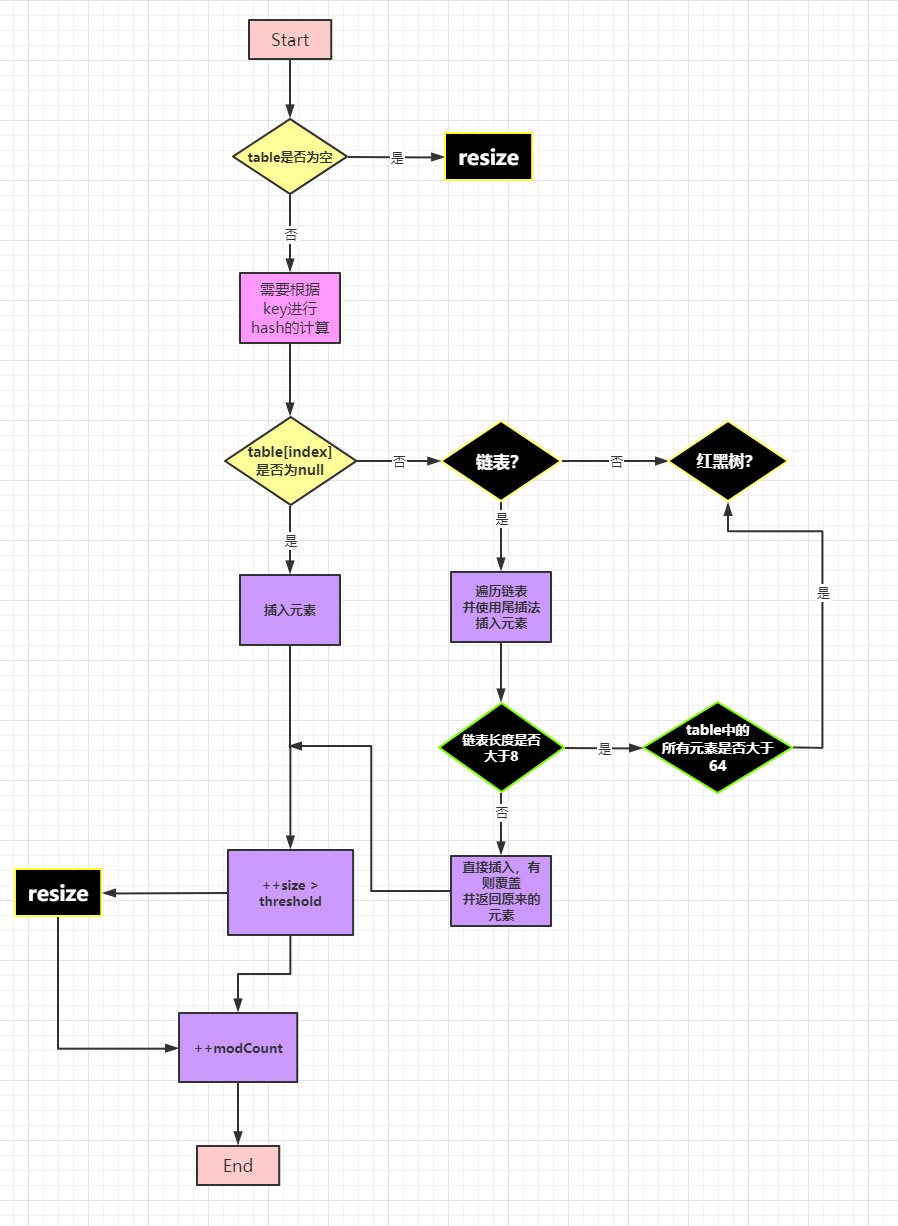 Start
table是否为空
是
resize
否
需要根据
key进行
hash的计算
table[index]
是否为null
否
链表?
否
红黑树?
是
是
插入元素
遍历链表
并使用尾插法
插入元素
是
链表长度是否
大于8
是
table中的
所有元素是否大于
64
否
直接插入，有
则覆盖
并返回原来的
元素
++size >
threshold
resize
++modCount
End